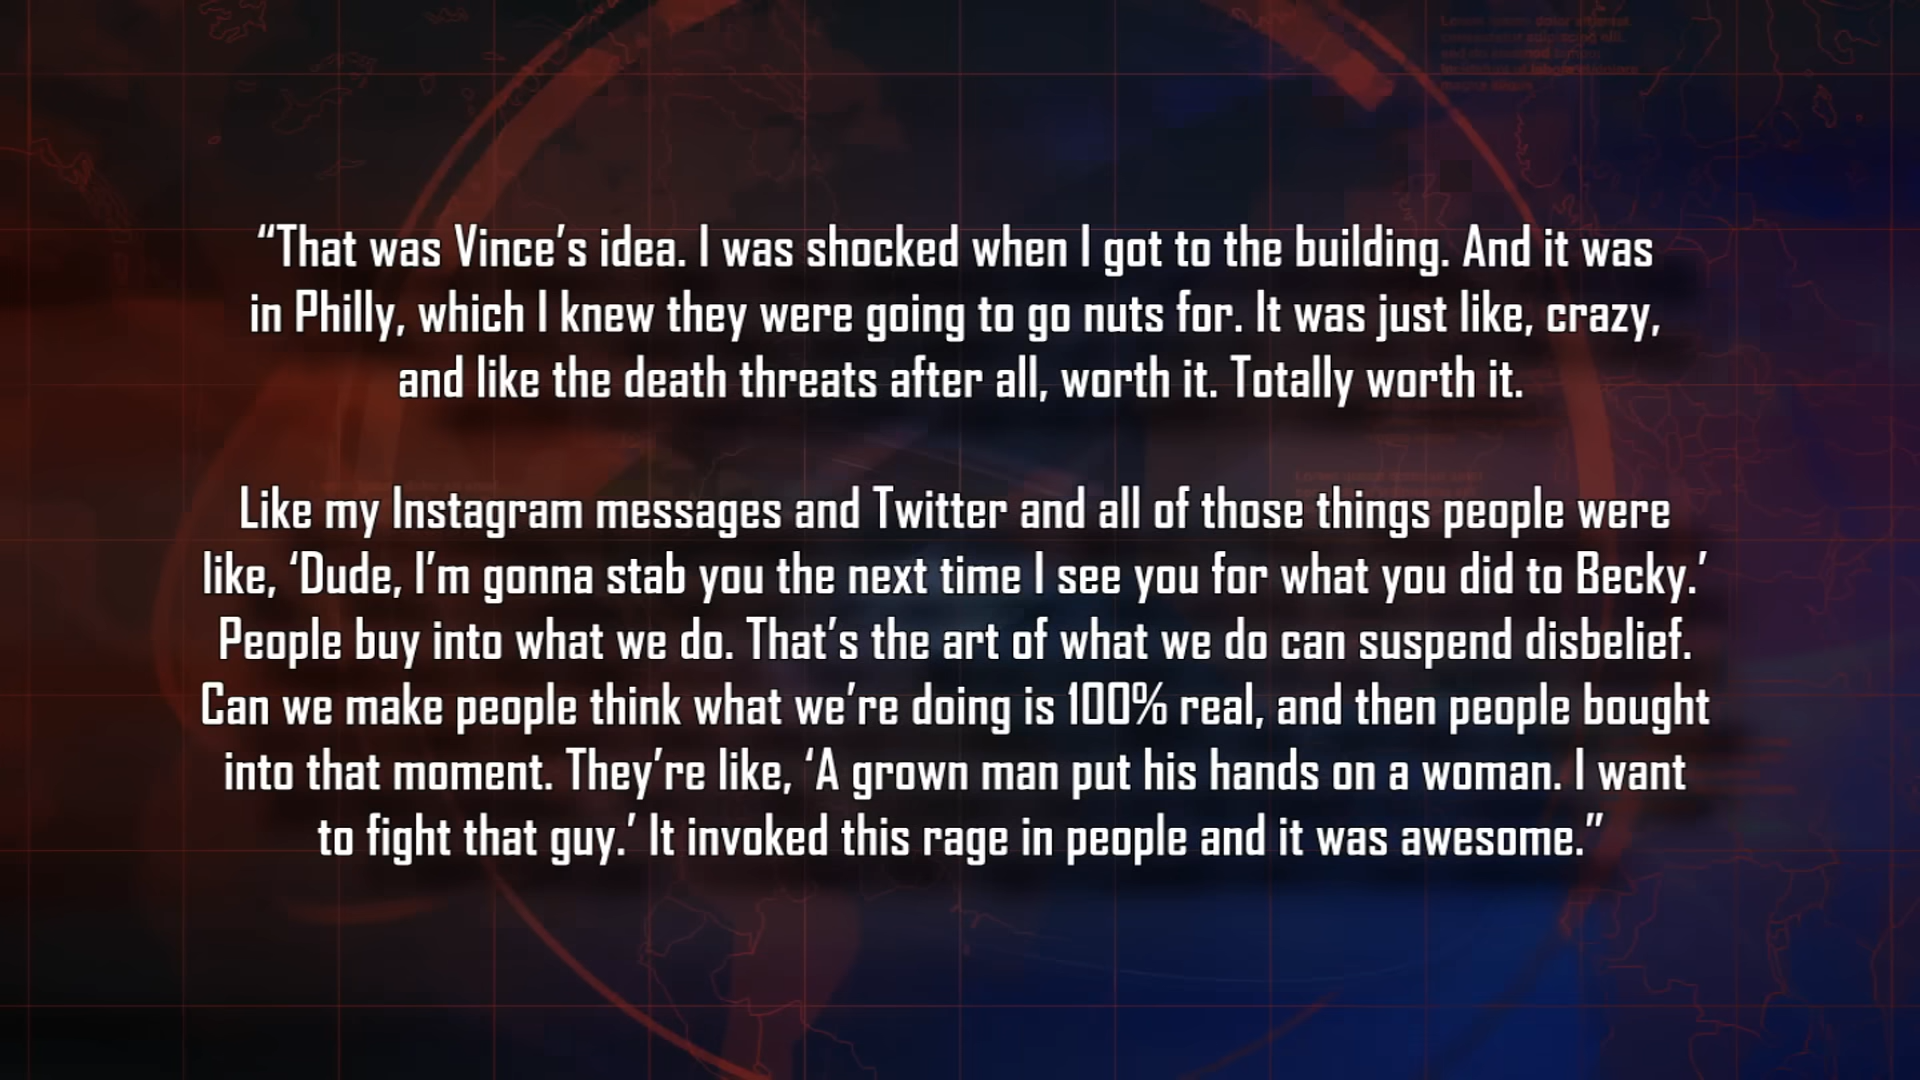 “That was Vince’s idea. I was shocked when I got to the building. And it was
in Philly, which I knew they were going to go nuts for. It was just like, crazy,
and like the death threats after all, worth it. Totally worth it.
Like my Instagram messages and Twitter and all of those things people were
like, ‘Dude, I’m gonna stab you the next time I see you for what you did to Becky.’
People buy into what we do. That’s the art of what we do can suspend disbelief.
Can we make people think what we’re doing is 100% real, and then people bought
into that moment. They’re like, ‘A grown man put his hands on a woman. I want
to fight that guy.’ It invoked this rage in people and it was awesome.”